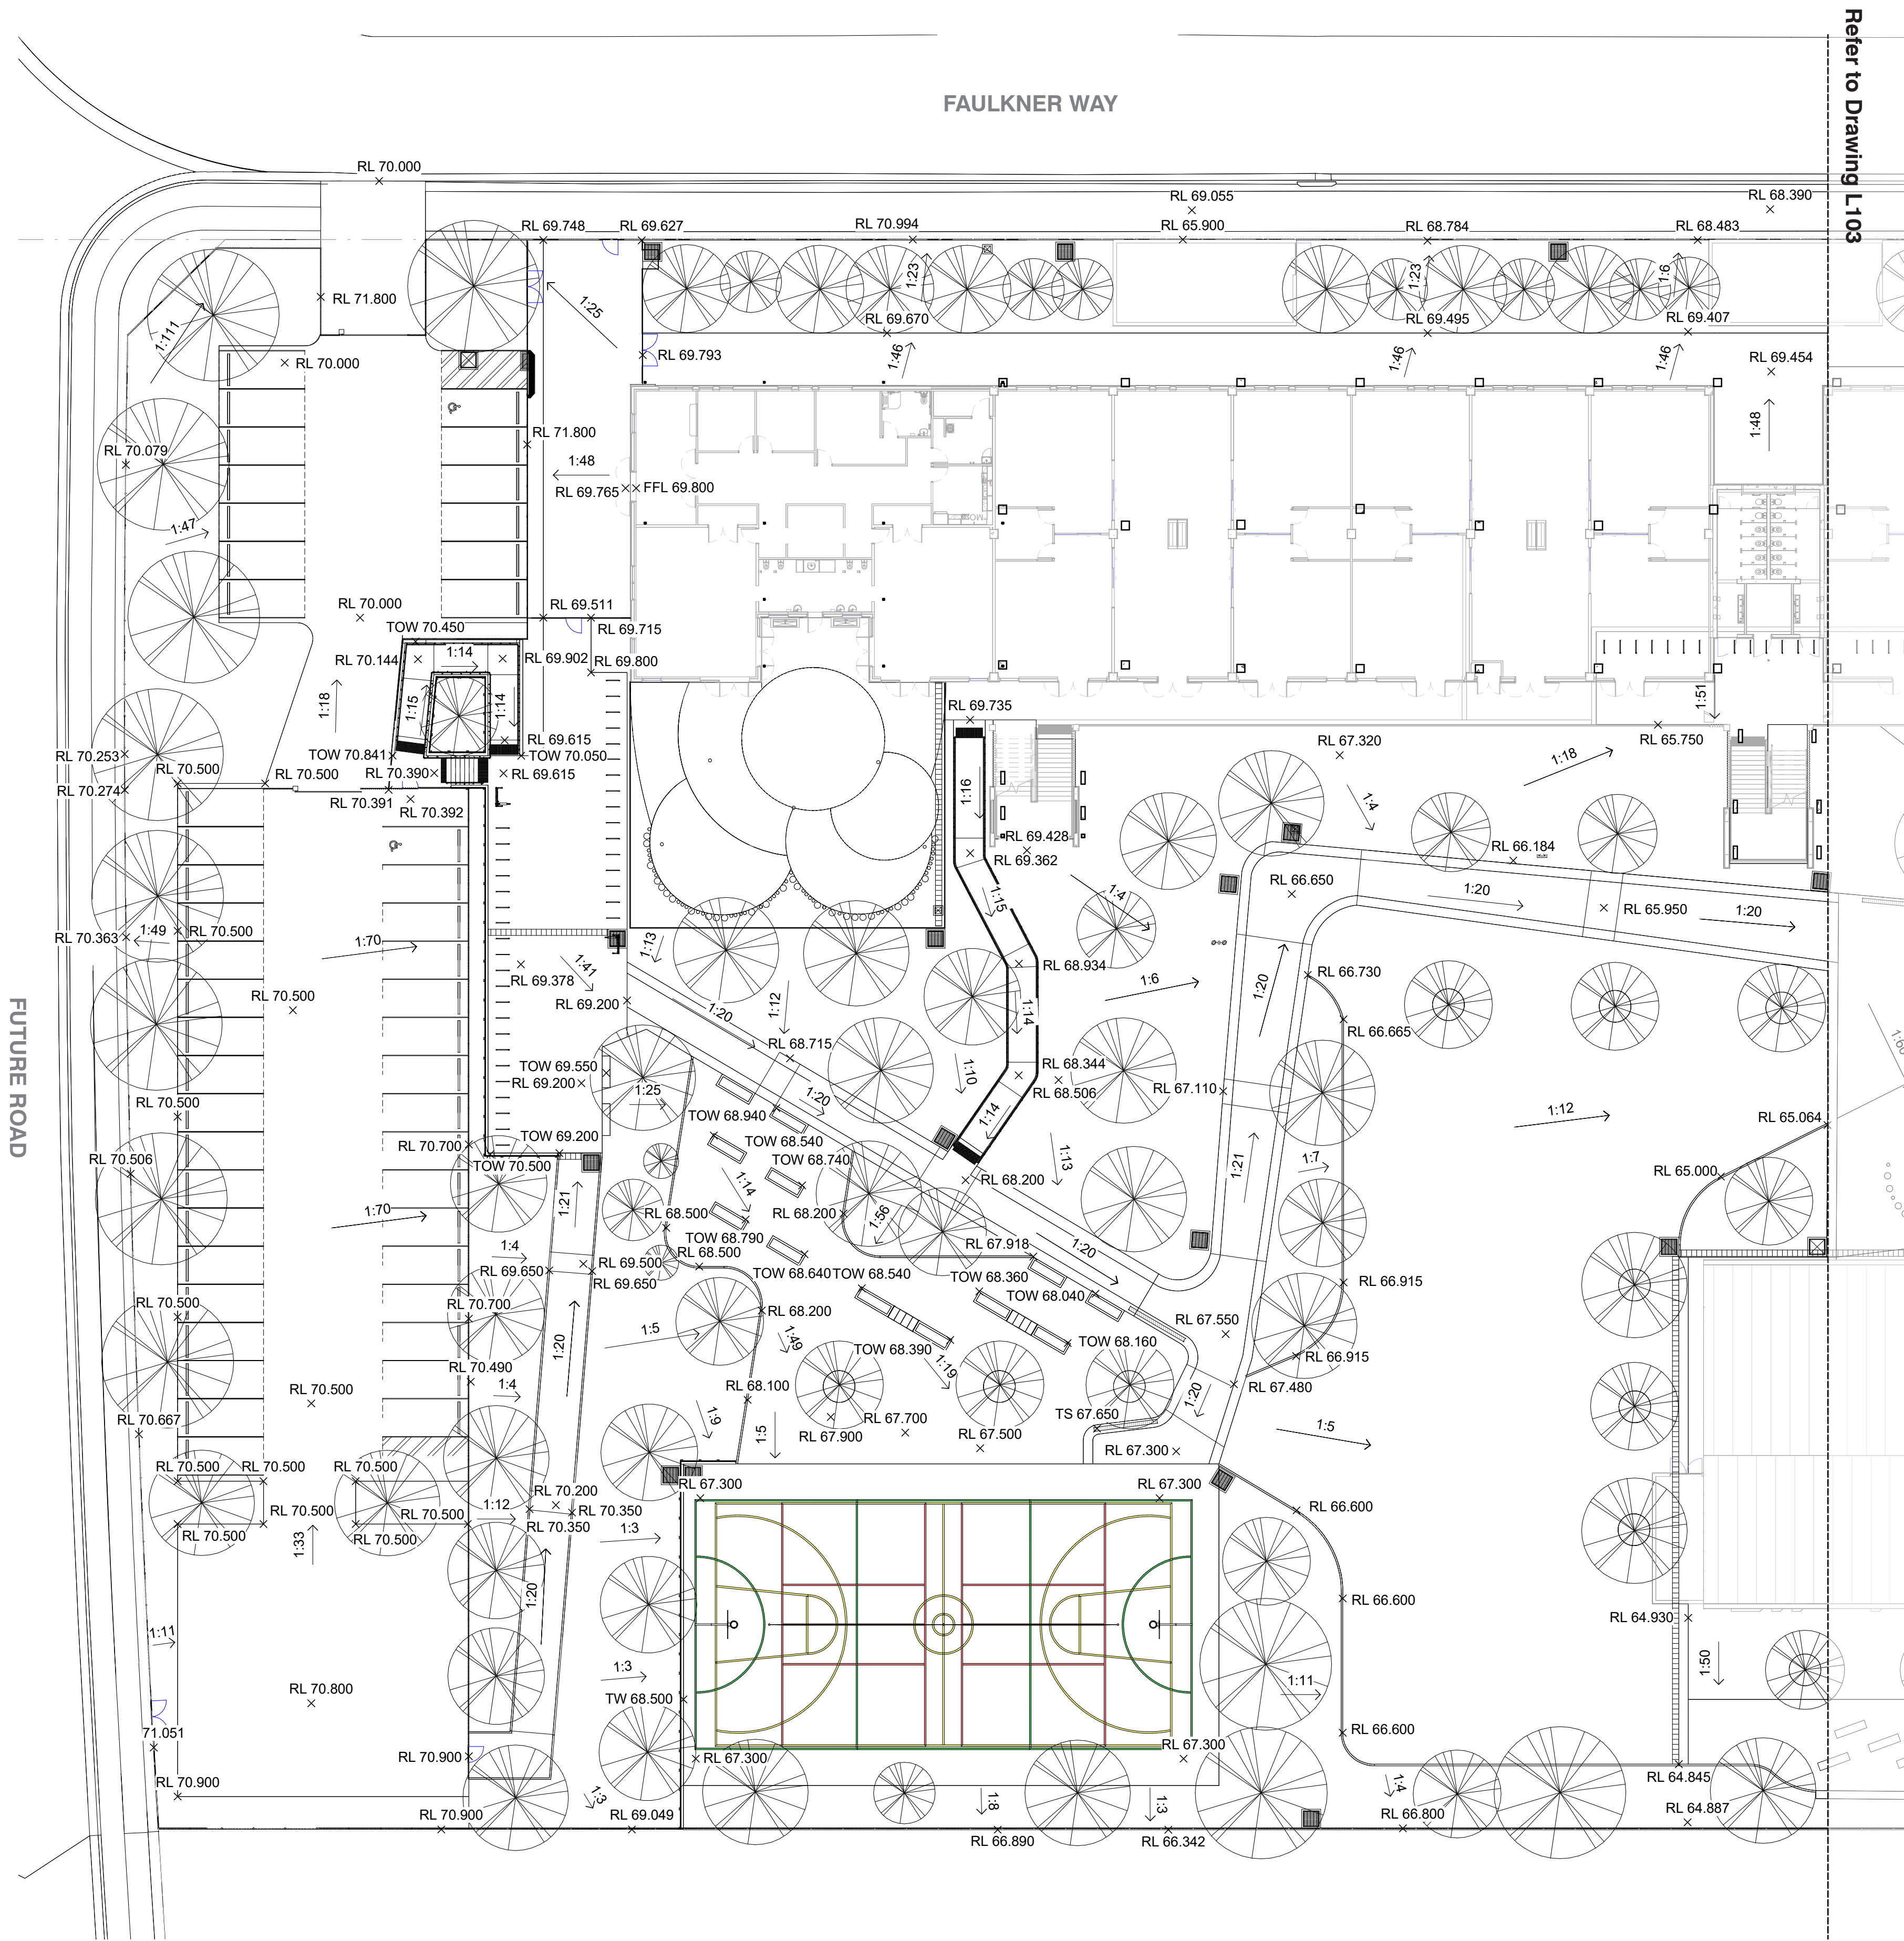 Refer to Drawing L103
FAULKNER WAY
RL 70.000
RL 69.055
RL 68.390
RL 69.748
RL 69.627
RL 70.994
RL 65.900
RL 68.784
RL 68.483
1:23
1:23
1:6
RL 71.800
1:25
1:111
RL 69.670
RL 69.495
RL 69.407
RL 69.793
1:46
1:46
1:46
RL 70.000
RL 69.454
1:48
RL 71.800
RL 70.079
1:48
RL 69.765
FFL 69.800
1:47
RL 70.000
RL 69.511
TOW 70.450
RL 69.715
RL 70.144
1:14
RL 69.902
RL 69.800
1:18
1:15
1:14
1:51
RL 69.735
RL 69.615
RL 67.320
RL 65.750
RL 70.253
TOW 70.841
TOW 70.050
1:18
RL 70.500
RL 70.500
RL 70.390
RL 69.615
RL 70.274
RL 70.391
RL 70.392
1:16
1:4
RL 69.428
RL 69.362
RL 66.184
RL 66.650
1:4
1:15
1:20
RL 65.950
1:20
RL 70.363
1:49
RL 70.500
1:70
1:13
1:41
RL 69.378
RL 68.934
RL 66.730
1:6
RL 70.500
RL 69.200
1:20
1:12
1:14
1:20
RL 66.665
1:60
FUTURE ROAD
RL 68.715
TOW 69.550
RL 69.200
1:25
1:10
RL 68.344
RL 68.506
RL 67.110
1:20
1:14
TOW 68.940
RL 70.500
1:12
RL 65.064
RL 70.700
TOW 69.200
TOW 68.540
TOW 68.740
TOW 70.500
RL 70.506
1:13
1:21
1:7
RL 65.000
RL 68.200
1:14
1:21
1:70
RL 68.500
RL 68.200
1:56
TOW 68.790
RL 68.500
RL 67.918
1:20
1:4
RL 69.500
RL 69.650
RL 69.650
TOW 68.640
TOW 68.540
TOW 68.360
TOW 68.040
RL 66.915
RL 70.500
RL 70.700
RL 68.200
1:5
1:49
1:20
RL 67.550
TOW 68.160
TOW 68.390
RL 66.915
1:19
RL 70.490
1:4
RL 70.500
RL 68.100
RL 67.480
1:20
RL 70.667
1:9
1:5
TS 67.650
RL 67.700
RL 67.900
RL 67.500
RL 67.300
1:5
RL 70.500
RL 70.500
RL 70.500
RL 67.300
RL 67.300
RL 70.200
RL 70.350
RL 70.350
1:12
RL 66.600
RL 70.500
RL 70.500
RL 70.500
RL 70.500
1:33
1:3
1:20
RL 66.600
RL 64.930
1:11
1:50
1:3
1:11
TW 68.500
RL 70.800
71.051
RL 66.600
RL 70.900
RL 67.300
RL 67.300
RL 70.900
RL 64.845
1:4
1:3
1:8
1:3
RL 70.900
RL 69.049
RL 66.890
RL 66.342
RL 66.800
RL 64.887